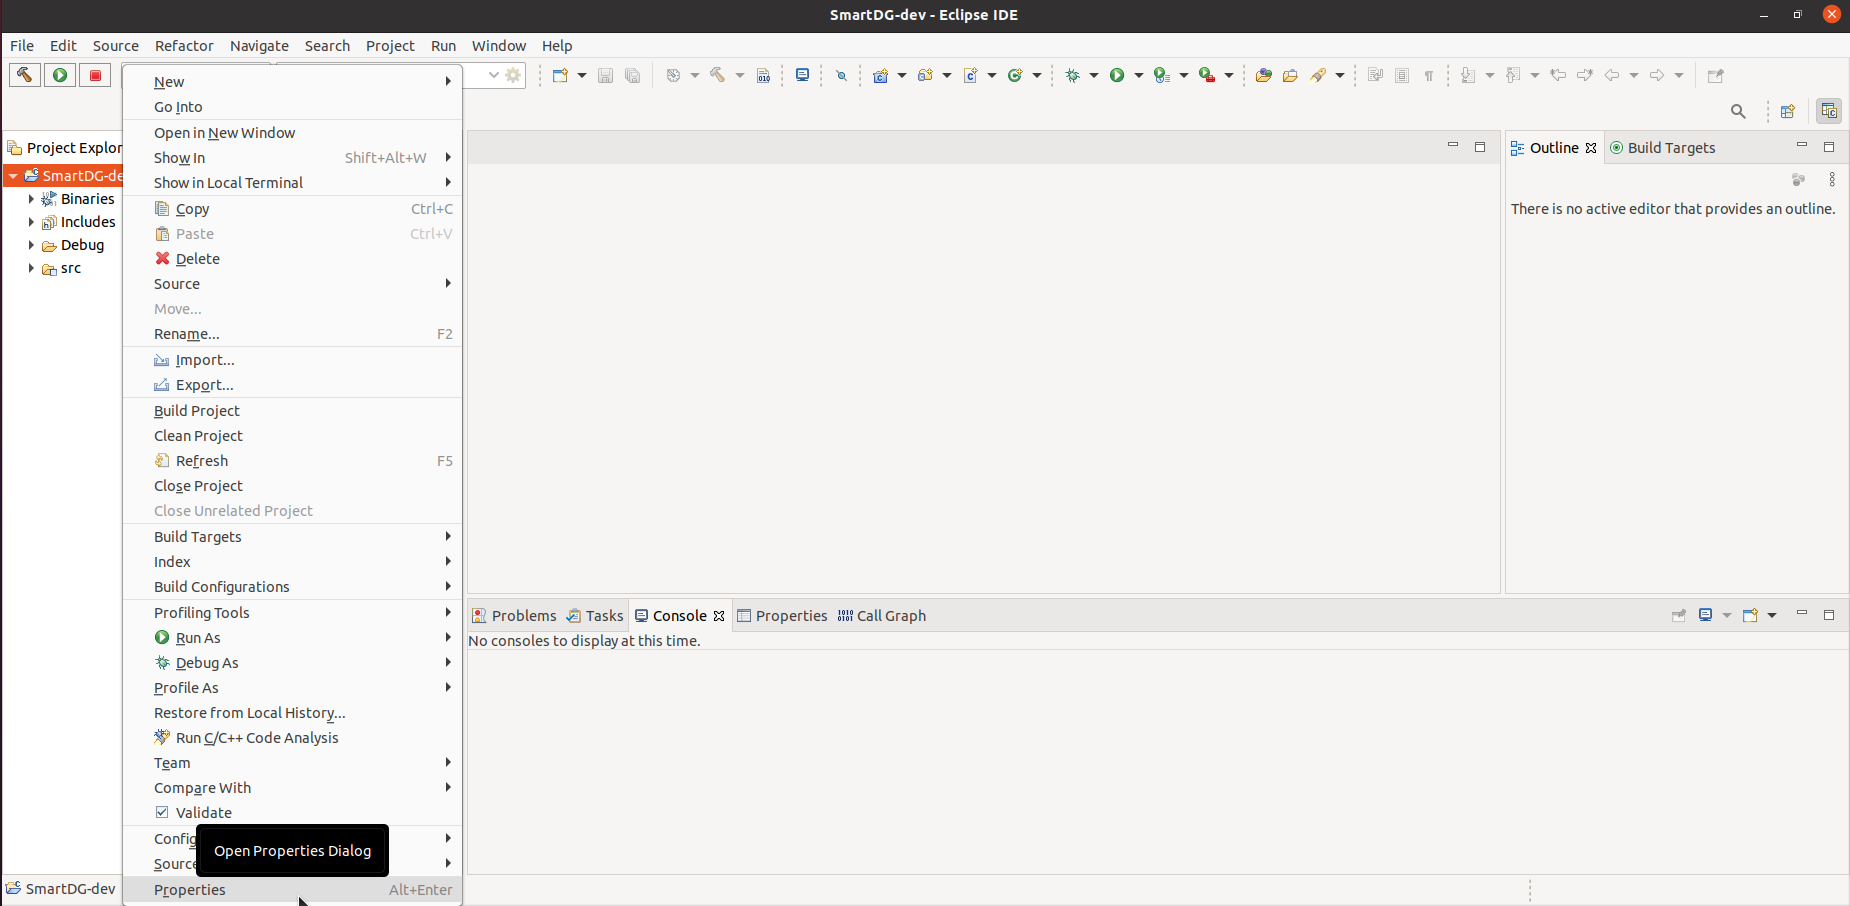 SmartDG-dev - Eclipse IDE
File Edit Source Refactor Navigate Search Project Run Window Help
Project Explor
SmartDG-de
Binaries
Includes
Debug
src
New
Go Into
Open in New Window
Show In Shift+Alt+W
Show in Local Terminal
Copy Ctrl+C
Paste Ctrl+V
Delete
Source
Move...
Rename... F2
Import...
Export...
Build Project
Clean Project
Refresh F5
Close Project
Close Unrelated Project
Build Targets
Index
Build Configurations
Profiling Tools
Run As
Debug As
Profile As
Restore from Local History...
Run C/C++ Code Analysis
Team
Compare With
Validate
Config
Source
Open Properties Dialog
Properties Alt+Enter
Outline Build Targets
There is no active editor that provides an outline.
Problems Tasks Console Properties Call Graph
No consoles to display at this time.
SmartDG-dev